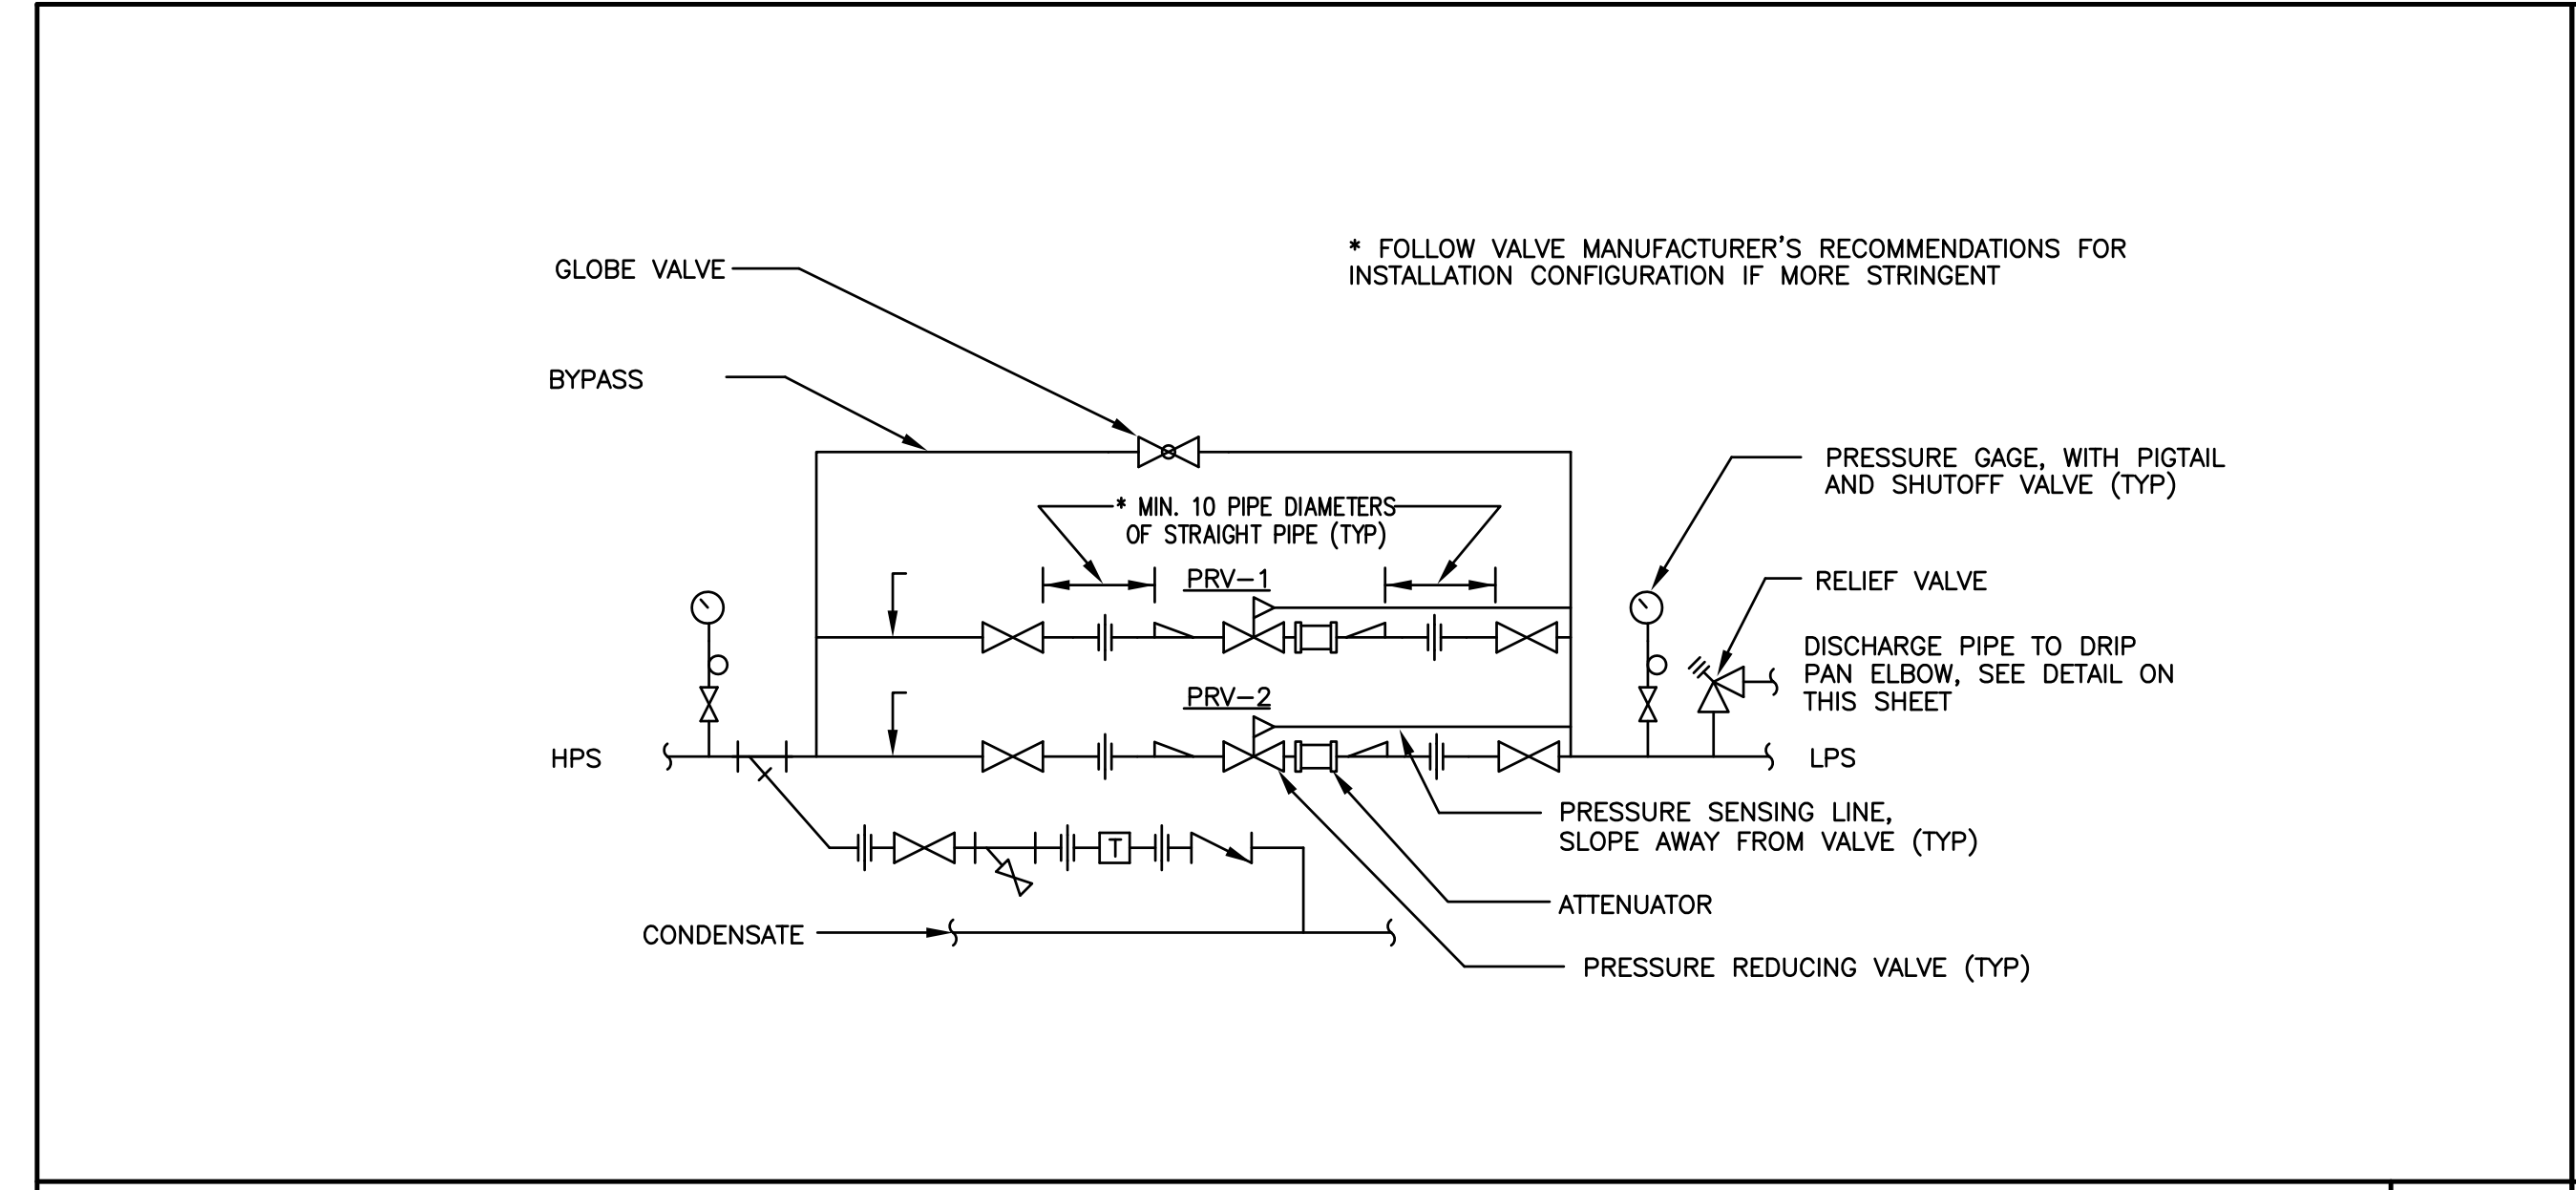 * FOLLOW VALVE MANUFACTURER'S RECOMMENDATIONS FOR
INSTALLATION CONFIGURATION IF MORE STRINGENT
GLOBE VALVE
BYPASS
PRESSURE GAGE, WITH PIGTAIL
AND SHUTOFF VALVE (TYP)
* MIN. 10 PIPE DIAMETERS
OF STRAIGHT PIPE (TYP)
PRV-1
RELIEF VALVE
DISCHARGE PIPE TO DRIP
PAN ELBOW, SEE DETAIL ON
THIS SHEET
PRV-2
HPS
LPS
PRESSURE SENSING LINE,
SLOPE AWAY FROM VALVE (TYP)
T
ATTENUATOR
CONDENSATE
PRESSURE REDUCING VALVE (TYP)